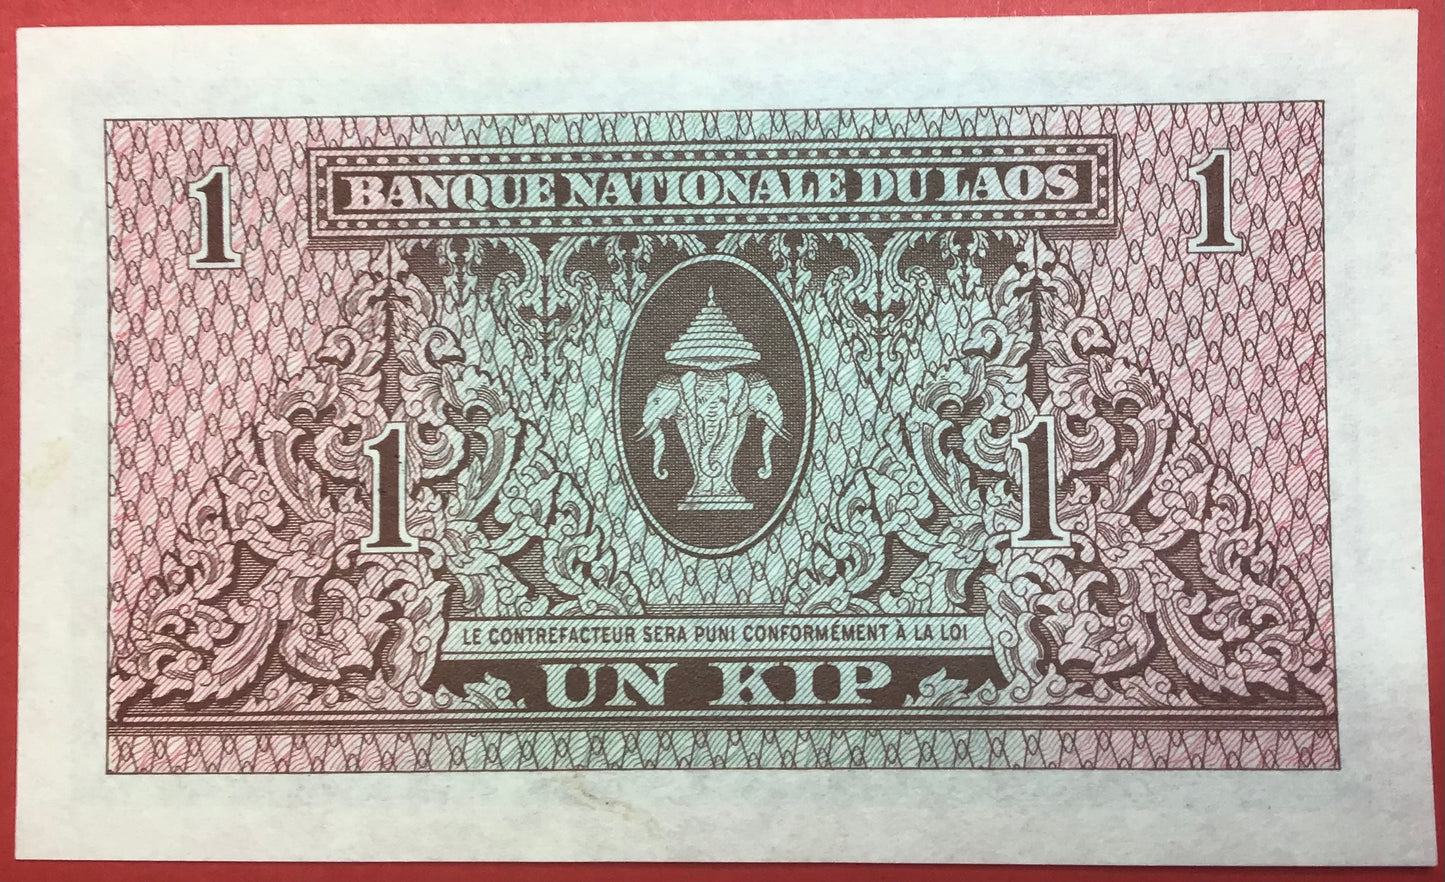 1 BANQUE NATIONALE DU LAOS 1
1 1
LE CONTREFACTEUR SERA PUNI CONFORMÉMENT À LA LOI
UN KIP